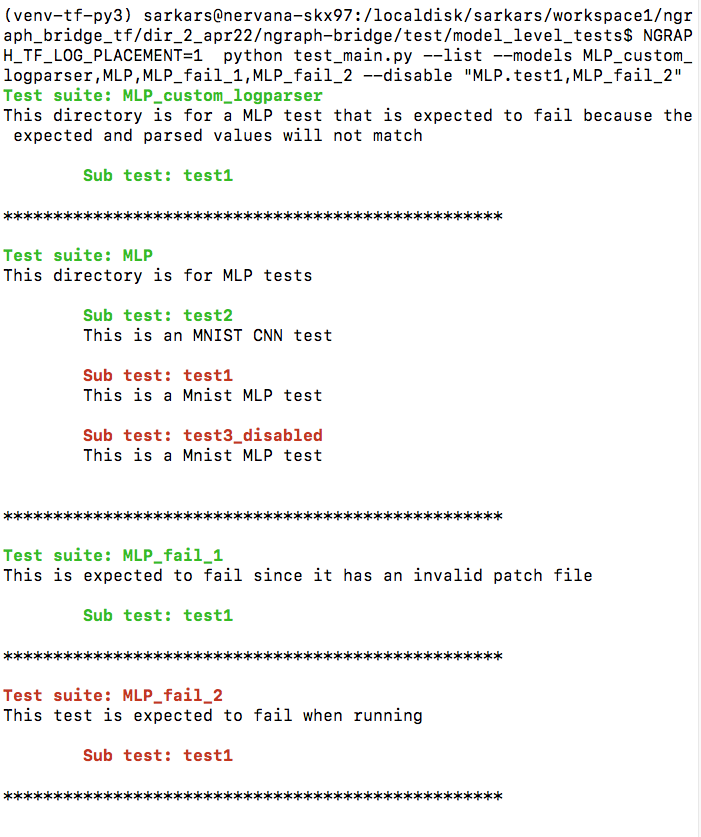 (venv-tf-py3) sarkars@nervana-skx97:/localdisk/sarkars/workspace1/ngr
aph_bridge_tf/dir_2_apr22/ngraph-bridge/test/model_level_tests$ NGRAP
H_TF_LOG_PLACEMENT=1  python test_main.py --list --models MLP_custom_
logparser,MLP,MLP_fail_1,MLP_fail_2 --disable "MLP.test1,MLP_fail_2"
Test suite: MLP_custom_logparser
This directory is for a MLP test that is expected to fail because the
 expected and parsed values will not match
Sub test: test1
**************************************************
Test suite: MLP
This directory is for MLP tests
Sub test: test2
This is an MNIST CNN test
Sub test: test1
This is a Mnist MLP test
Sub test: test3_disabled
This is a Mnist MLP test
**************************************************
Test suite: MLP_fail_1
This is expected to fail since it has an invalid patch file
Sub test: test1
**************************************************
Test suite: MLP_fail_2
This test is expected to fail when running
Sub test: test1
**************************************************